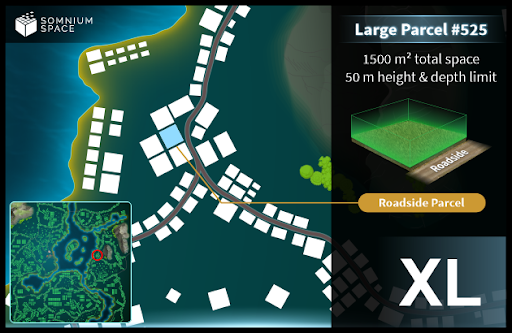 SOMNIUM
SPACE
Large Parcel #525
1500 m² total space
50 m height & depth limit
Roadside
Roadside Parcel
XL